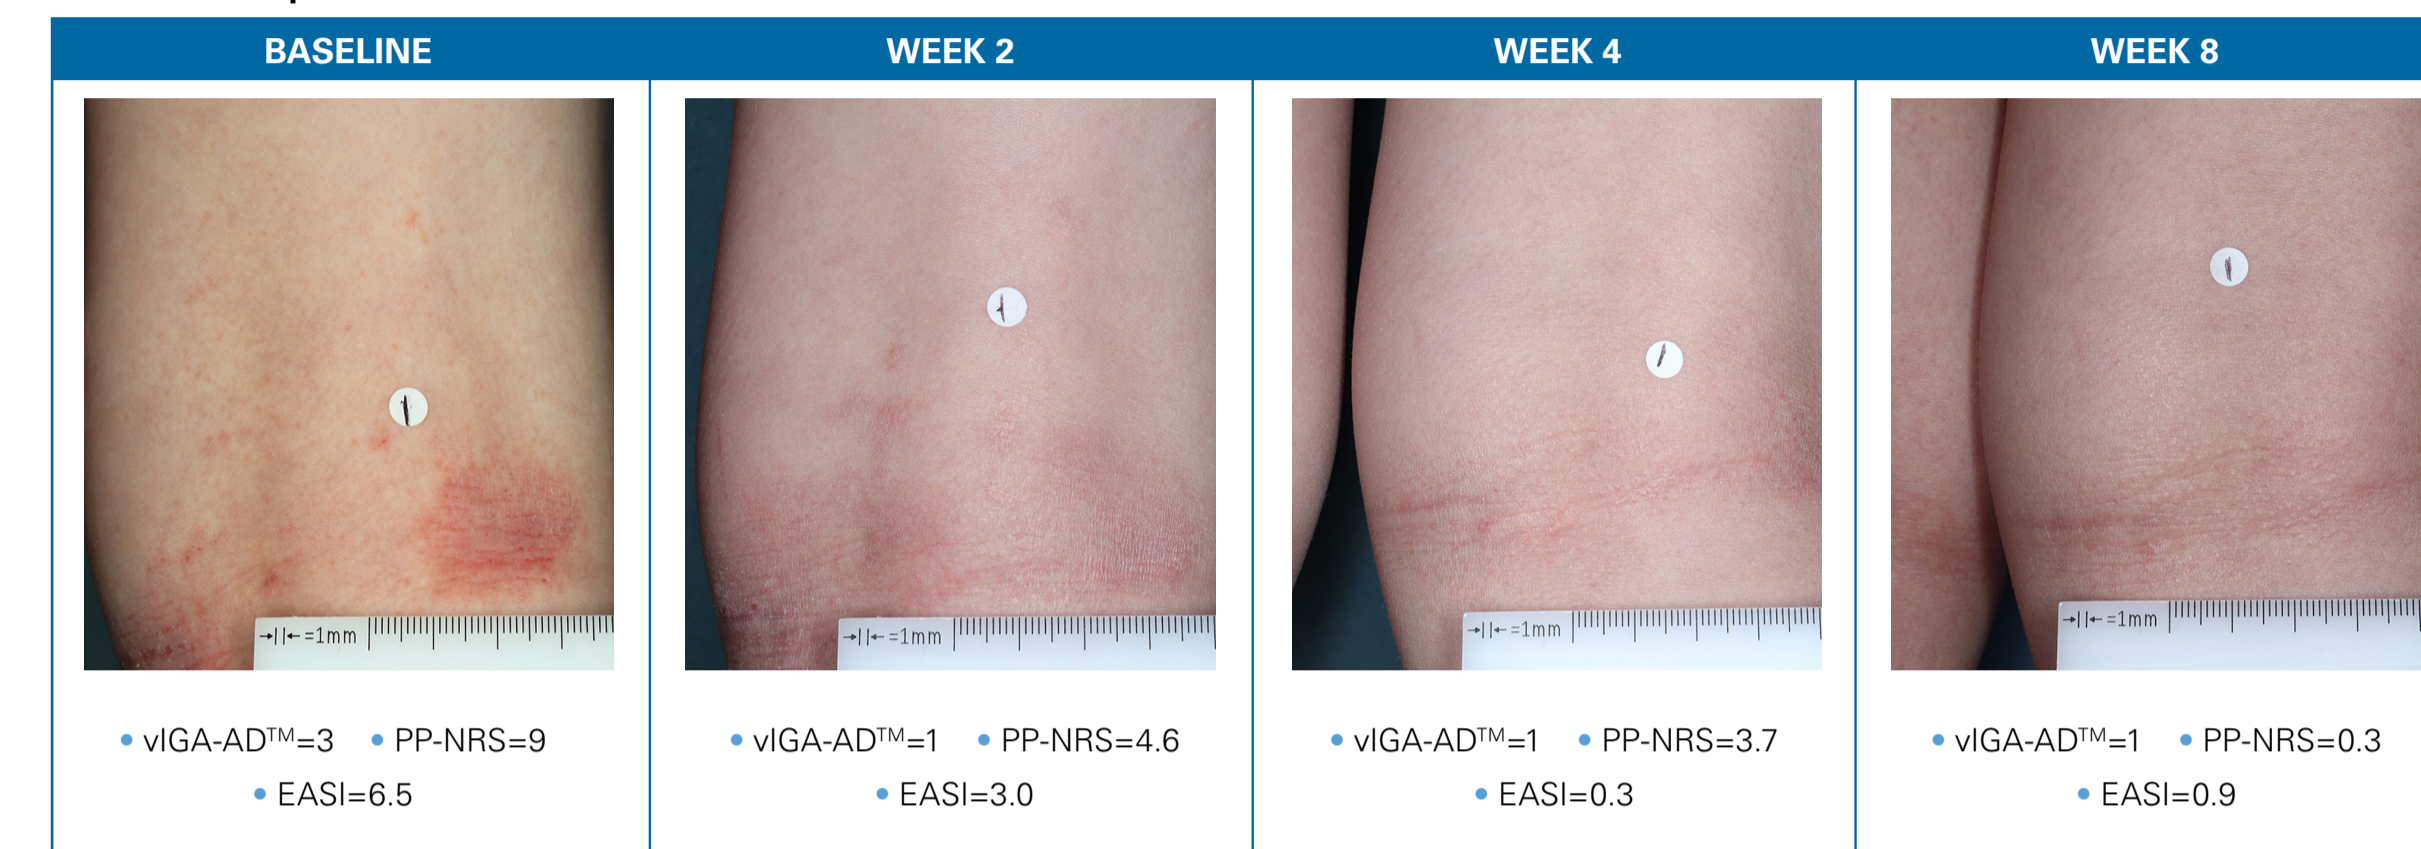 BASELINE
WEEK 2
WEEK 4
WEEK 8
→||←=1mm
→||←=1mm
→||←=1mm
→||←=1mm
• vIGA-AD™=3 • PP-NRS=9
• EASI=6.5
• vIGA-AD™=1 • PP-NRS=4.6
• EASI=3.0
• vIGA-AD™=1 • PP-NRS=3.7
• EASI=0.3
• vIGA-AD™=1 • PP-NRS=0.3
• EASI=0.9